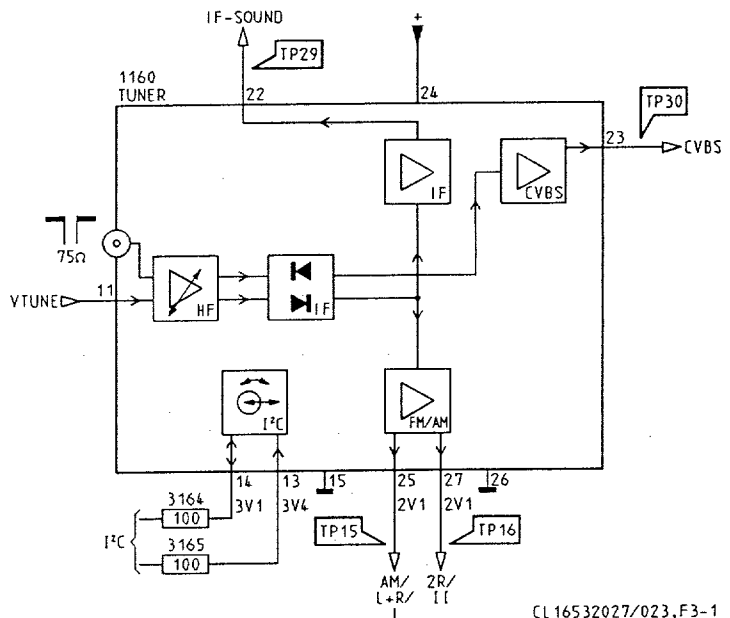 IF-SOUND
+
TP29
1160
TUNER
22
24
TP30
23
CVBS
IF
CVBS
75Ω
11
VTUNE
HF
IF
I²C
FM/AM
14
13
15
25
27
26
3V1
3V4
2V1
2V1
3164
100
I²C
3165
100
TP15
TP16
AM/
L+R/
I
2R/
II
CL16532027/023.F3-1